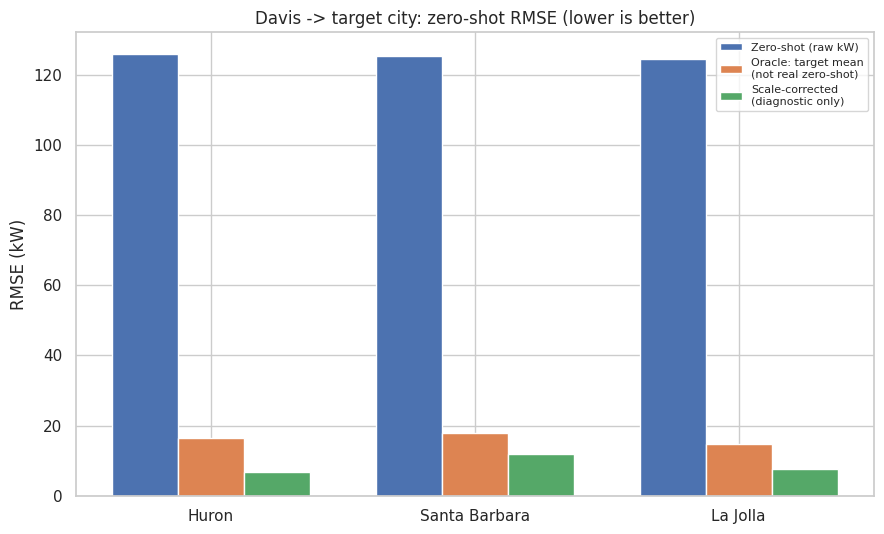 Davis -> target city: zero-shot RMSE (lower is better)
Zero-shot (raw kW)
Oracle: target mean
(not real zero-shot)
Scale-corrected
(diagnostic only)
RMSE (kW)
120
100
80
60
40
20
0
Huron
Santa Barbara
La Jolla